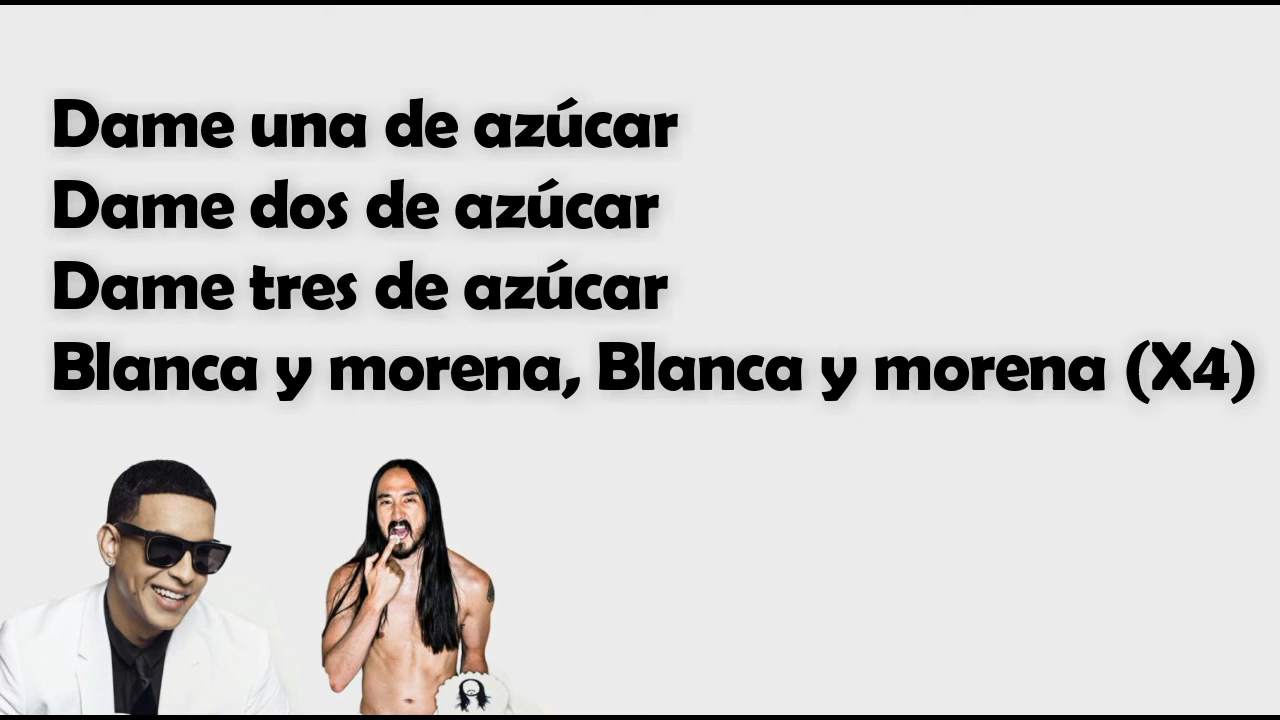 Dame una de azúcar
Dame dos de azúcar
Dame tres de azúcar
Blanca y morena, Blanca y morena (X4)